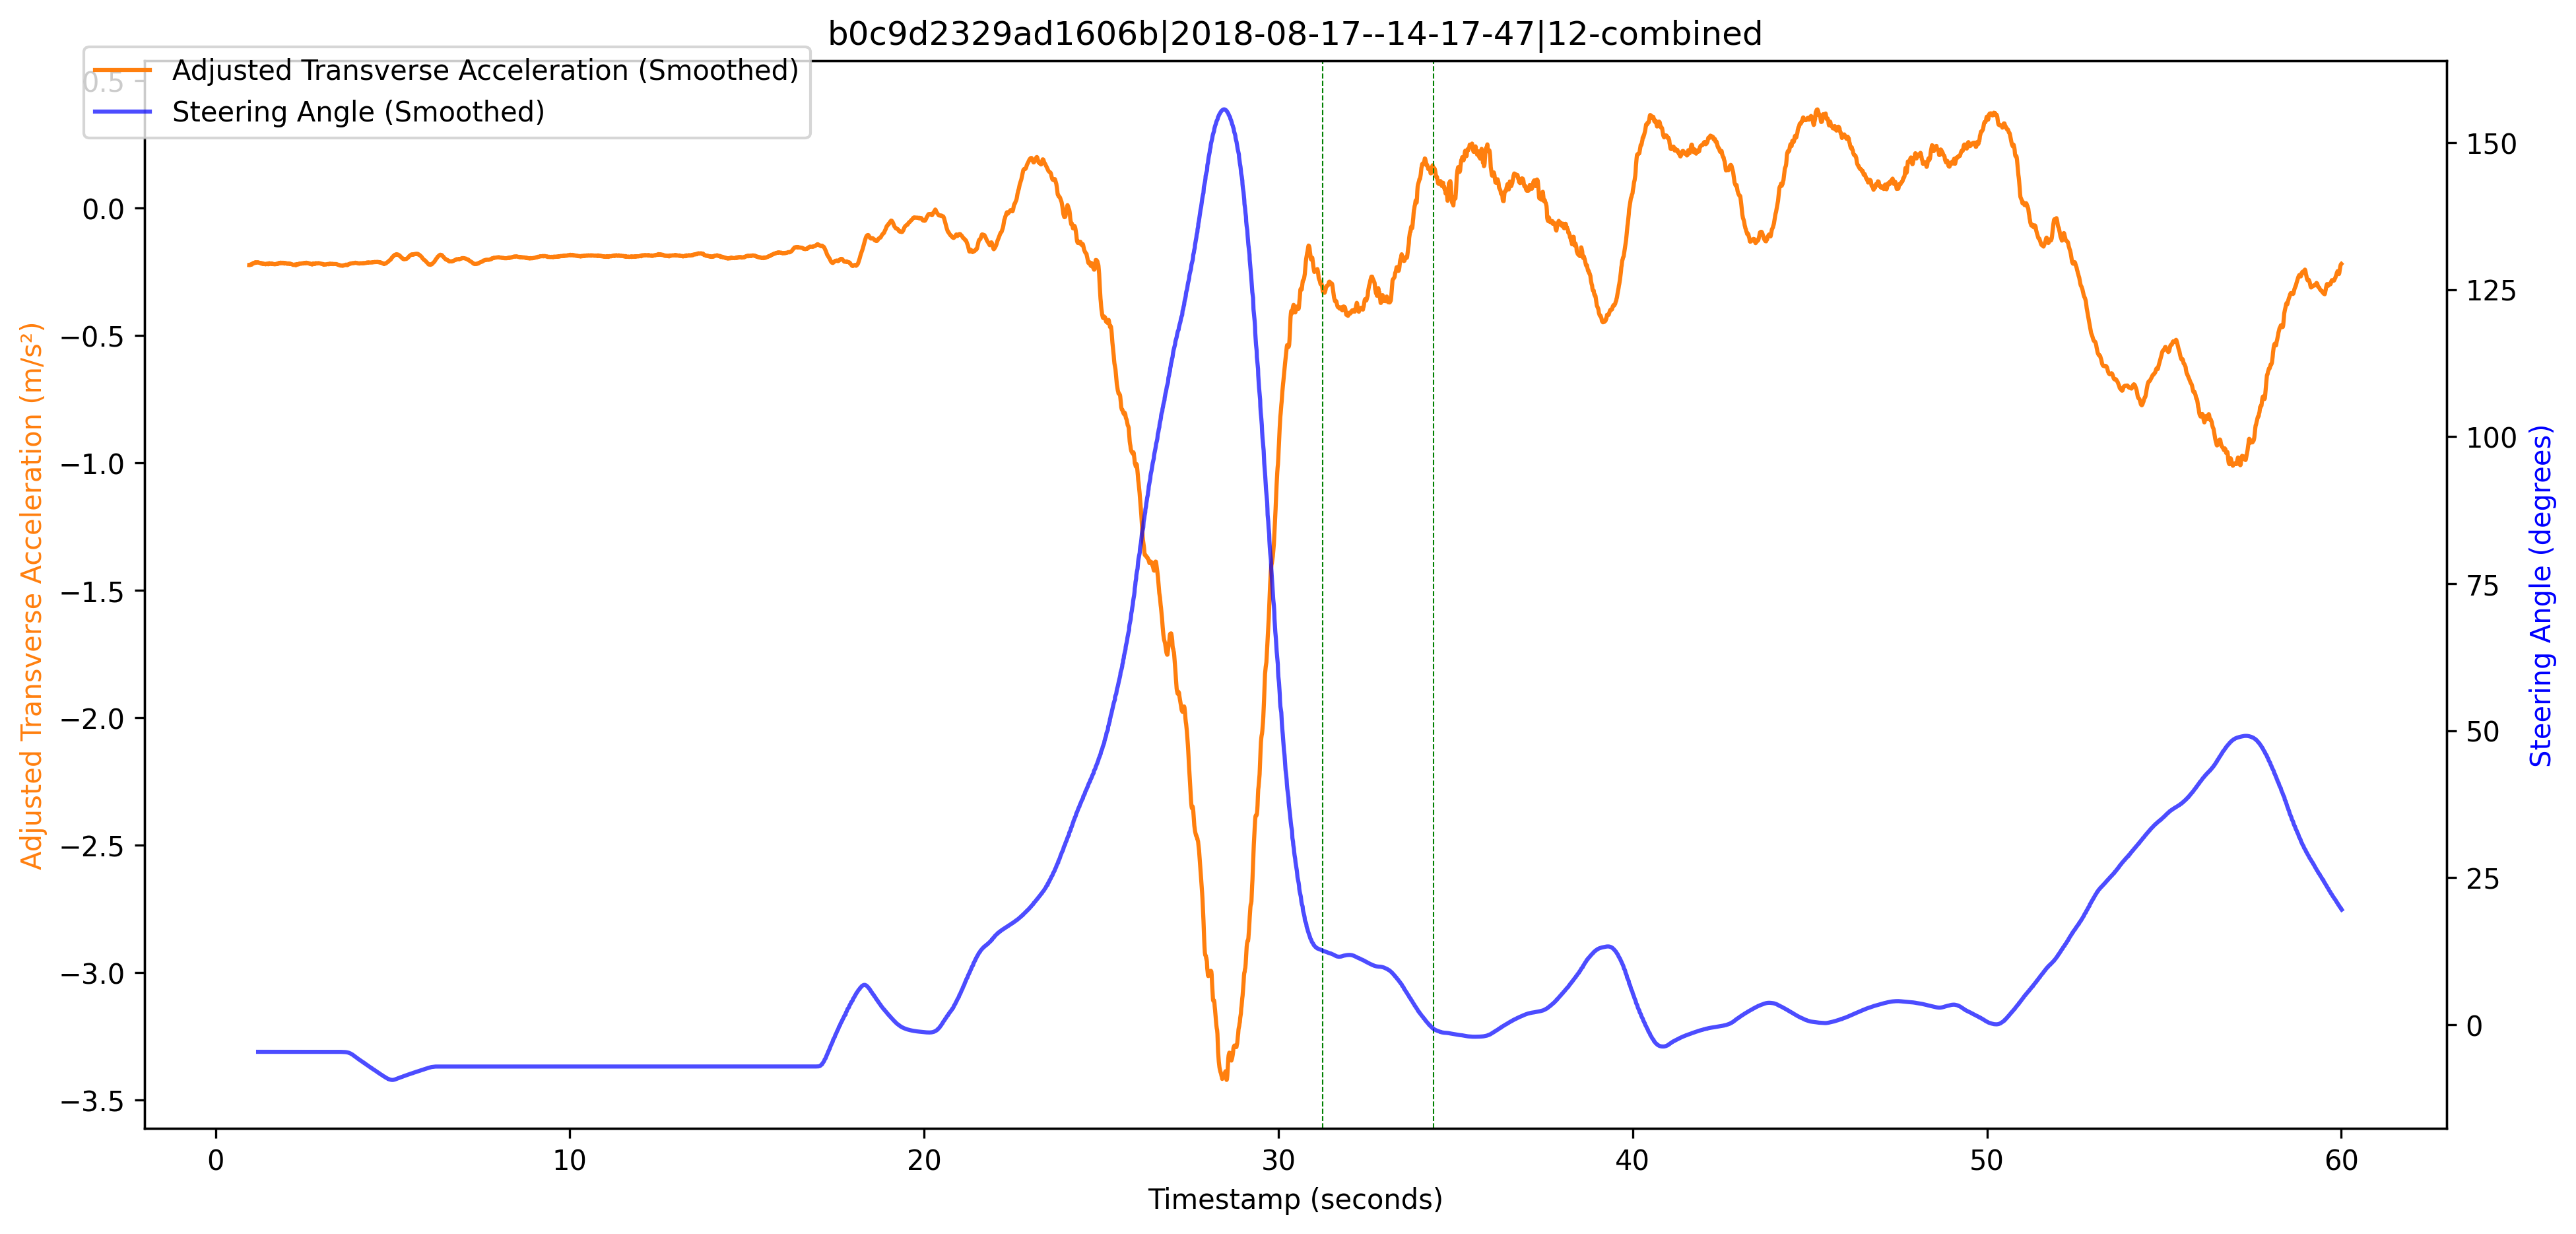 b0c9d2329ad1606b|2018-08-17--14-17-47|12-combined
Adjusted Transverse Acceleration (Smoothed)
Steering Angle (Smoothed)
Adjusted Transverse Acceleration (m/s²)
0.5
0.0
−0.5
−1.0
−1.5
−2.0
−2.5
−3.0
−3.5
150
125
100
75
50
25
0
Steering Angle (degrees)
0 10 20 30 40 50 60
Timestamp (seconds)